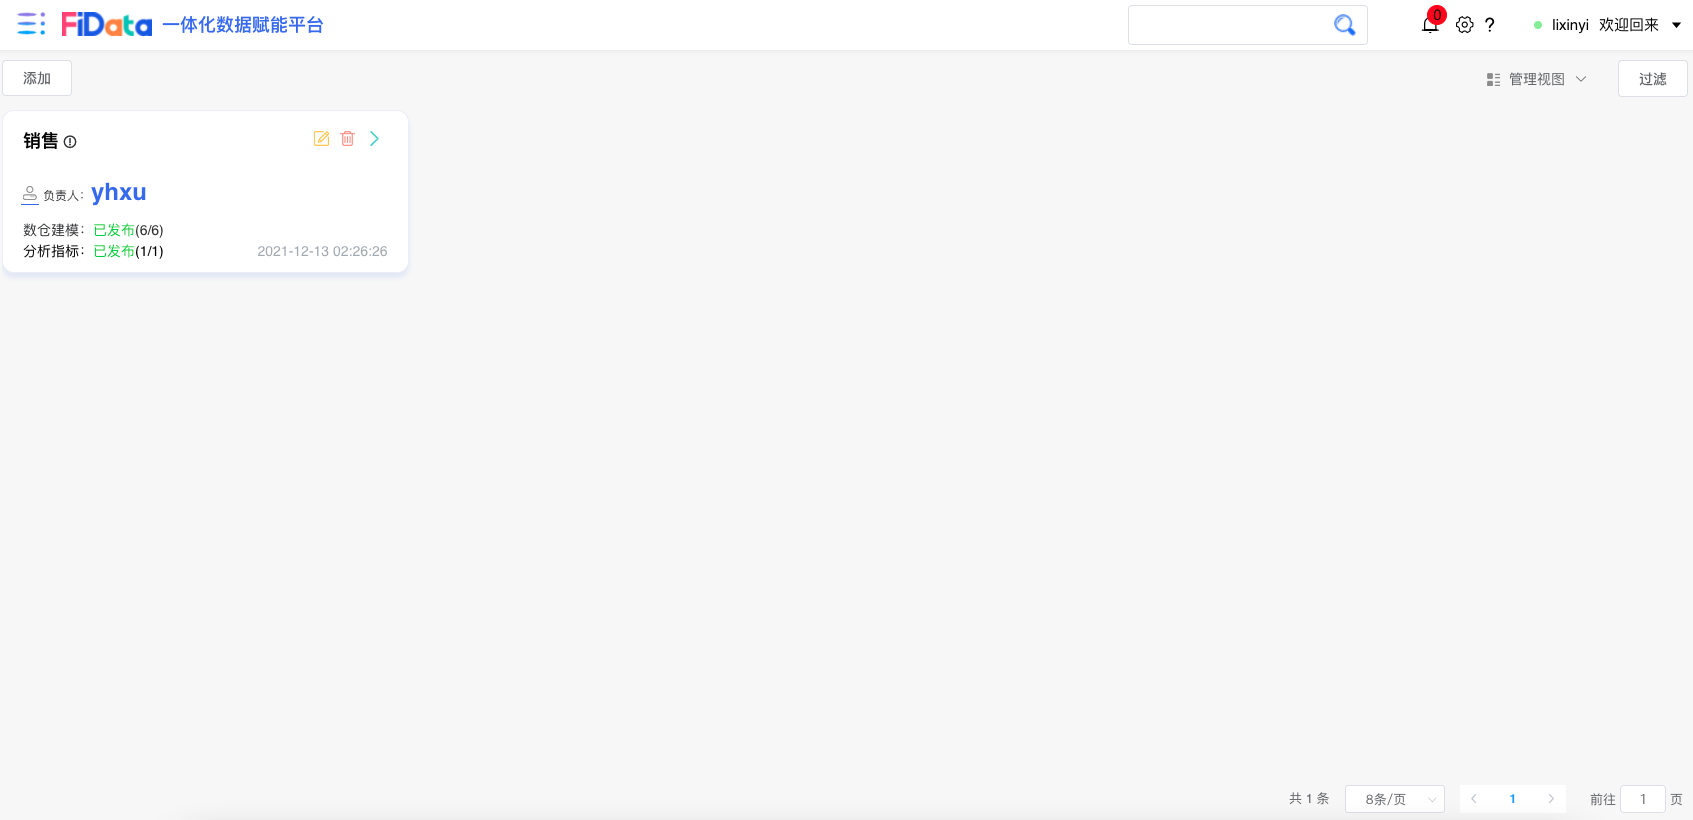 FiData 一体化数据赋能平台
0
?
lixinyi 欢迎回来
添加
管理视图
过滤
销售
负责人: yhxu
数仓建模: 已发布(6/6)
分析指标: 已发布(1/1)
2021-12-13 02:26:26
共 1 条
8条/页
1
前往 1 页